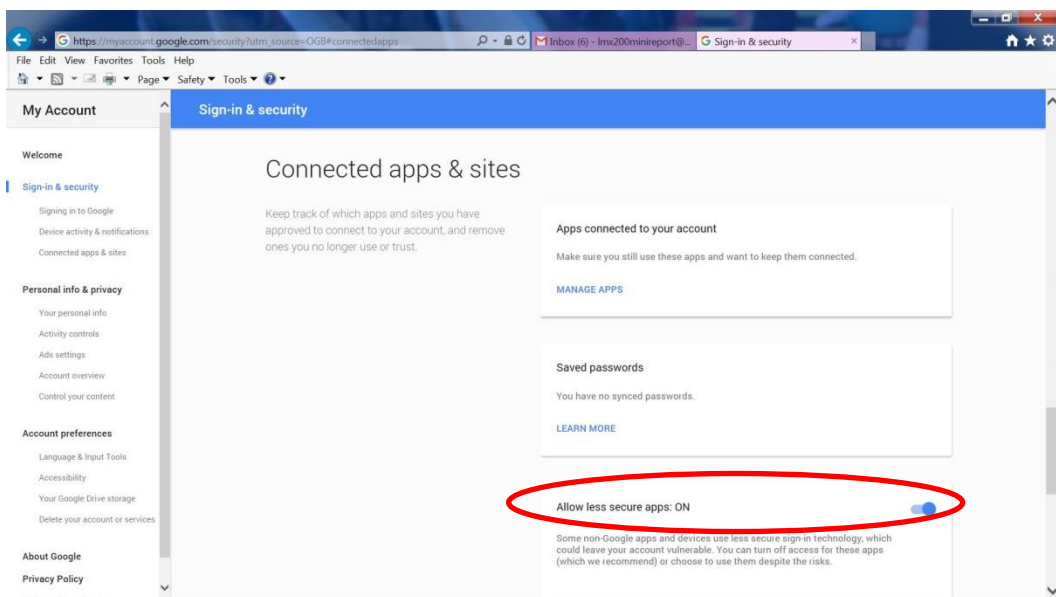 https://myaccount.google.com/security?utm_source=OGB#connectedapps
Inbox (6) - lmx200minireport@...
Sign-in & security
File Edit View Favorites Tools Help
Page Safety Tools
My Account
Sign-in & security
Welcome
Sign-in & security
Signing in to Google
Device activity & notifications
Connected apps & sites
Personal info & privacy
Your personal info
Activity controls
Ads settings
Account overview
Control your content
Account preferences
Language & Input Tools
Accessibility
Your Google Drive storage
Delete your account or services
About Google
Privacy Policy
Connected apps & sites
Keep track of which apps and sites you have
approved to connect to your account, and remove
ones you no longer use or trust.
Apps connected to your account
Make sure you still use these apps and want to keep them connected.
MANAGE APPS
Saved passwords
You have no synced passwords.
LEARN MORE
Allow less secure apps: ON
Some non-Google apps and devices use less secure sign-in technology, which
could leave your account vulnerable. You can turn off access for these apps
(which we recommend) or choose to use them despite the risks.